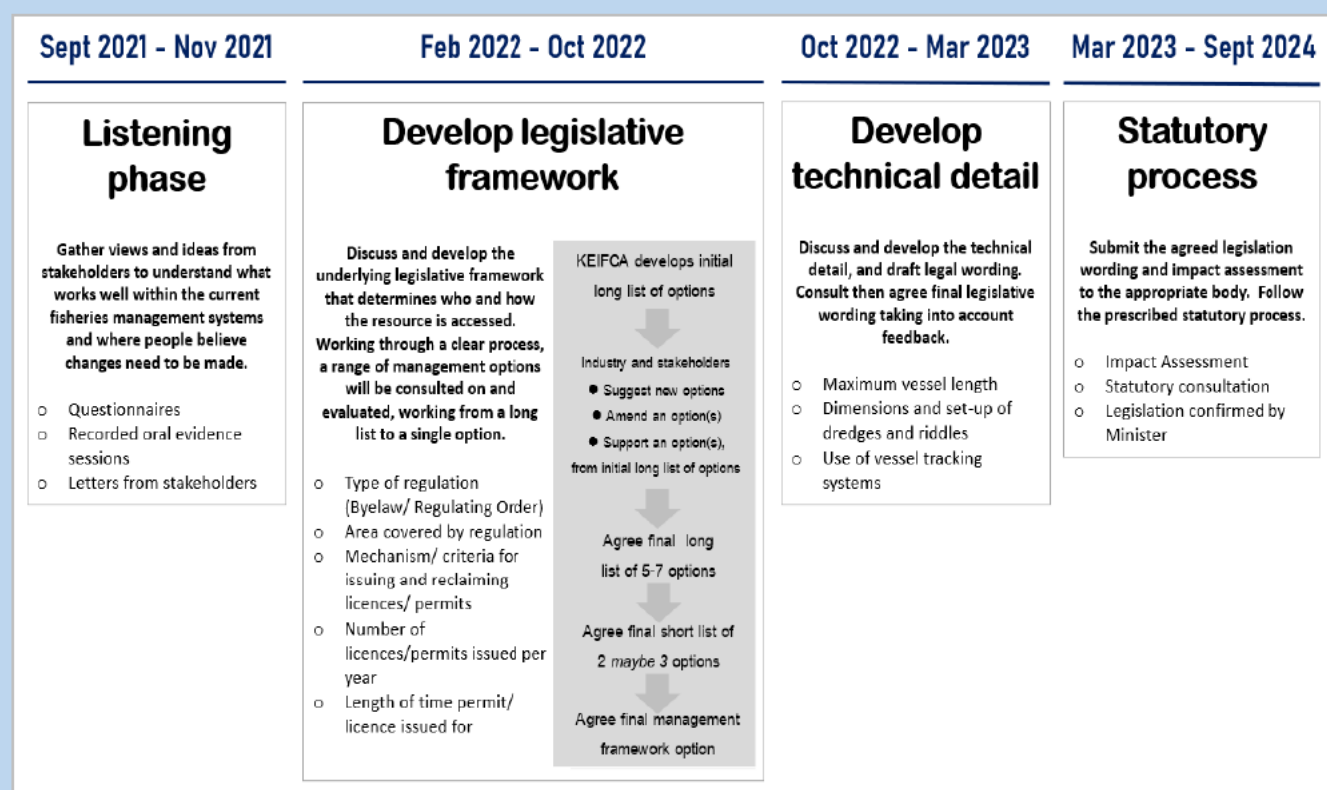 Sept 2021 - Nov 2021
Listening
phase
Gather views and ideas from
stakeholders to understand what
works well within the current
fisheries management systems
and where people believe
changes need to be made.
o Questionnaires
o Recorded oral evidence
sessions
o Letters from stakeholders
Feb 2022 - Oct 2022
Develop legislative
framework
Discuss and develop the
underlying legislative framework
that determines who and how
the resource is accessed.
Working through a clear process,
a range of management options
will be consulted on and
evaluated, working from a long
list to a single option.
o Type of regulation
(Byelaw/ Regulating Order)
o Area covered by regulation
o Mechanism/ criteria for
issuing and reclaiming
licences/ permits
o Number of
licences/permits issued per
year
o Length of time permit/
licence issued for
KEIFCA develops initial
long list of options
Industry and stakeholders
● Suggest new options
● Amend an option(s)
● Support an option(s),
from initial long list of options
Agree final long
list of 5-7 options
Agree final short list of
2 maybe 3 options
Agree final management
framework option
Oct 2022 - Mar 2023
Develop
technical detail
Discuss and develop the technical
detail, and draft legal wording.
Consult then agree final legislative
wording taking into account
feedback.
o Maximum vessel length
o Dimensions and set-up of
dredges and riddles
o Use of vessel tracking
systems
Mar 2023 - Sept 2024
Statutory
process
Submit the agreed legislation
wording and impact assessment
to the appropriate body. Follow
the prescribed statutory process.
o Impact Assessment
o Statutory consultation
o Legislation confirmed by
Minister